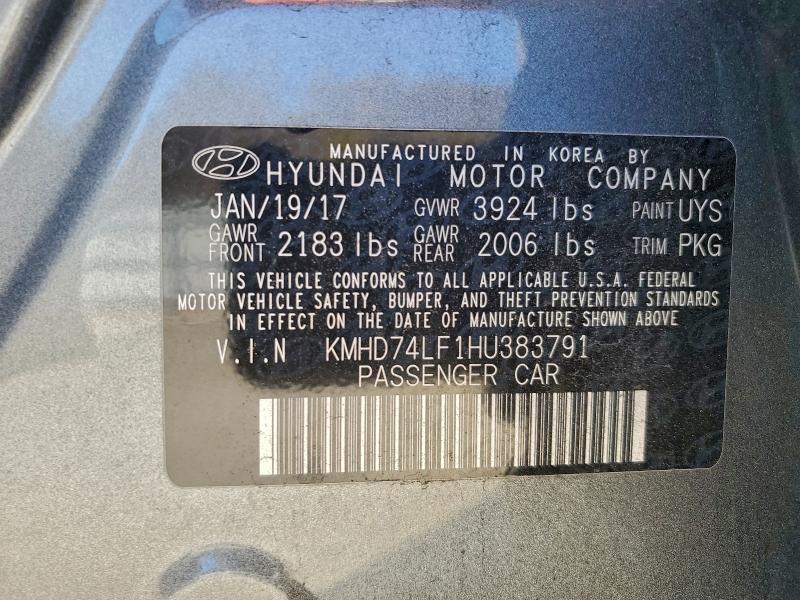 MANUFACTURED IN KOREA BY
HYUNDAI MOTOR COMPANY
JAN/19/17 GVWR 3924 lbs PAINT UYS
GAWR FRONT 2183 lbs GAWR REAR 2006 lbs TRIM PKG
THIS VEHICLE CONFORMS TO ALL APPLICABLE U.S.A. FEDERAL
MOTOR VEHICLE SAFETY, BUMPER, AND THEFT PREVENTION STANDARDS
IN EFFECT ON THE DATE OF MANUFACTURE SHOWN ABOVE
V.I.N KMHD74LF1HU383791
PASSENGER CAR